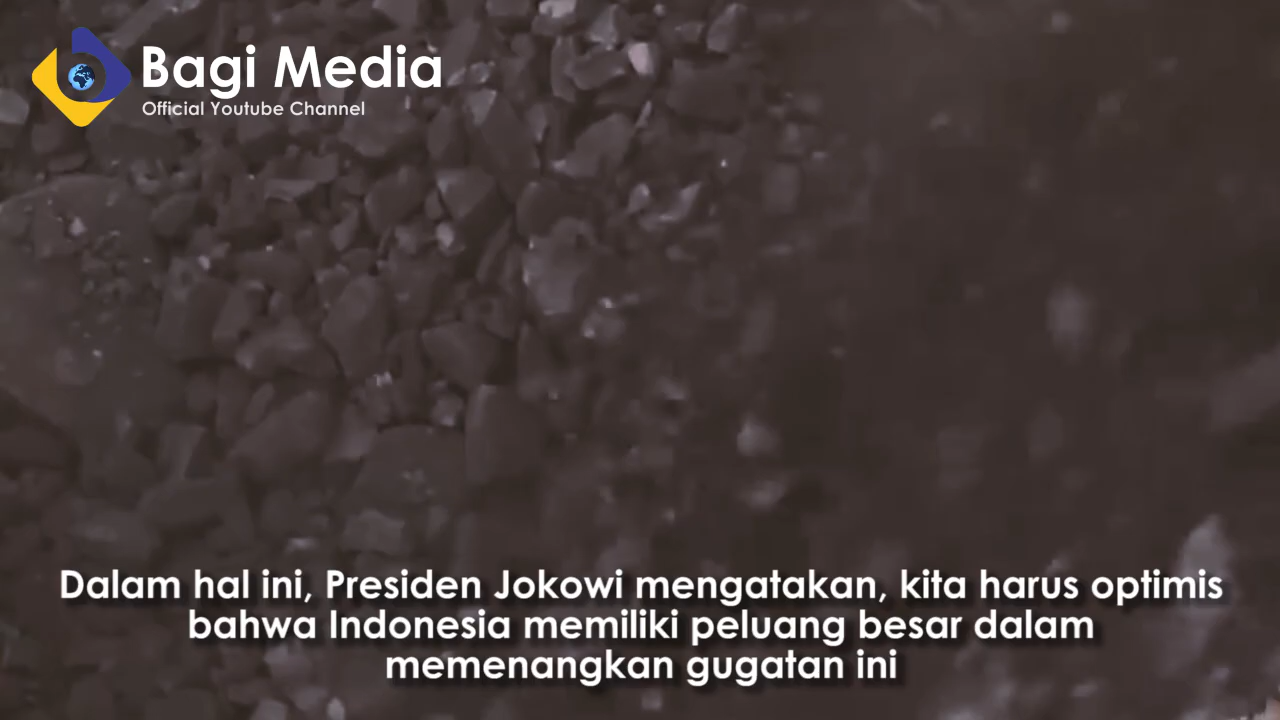 Bagi Media
Official Youtube Channel
Dalam hal ini, Presiden Jokowi mengatakan, kita harus optimis
bahwa Indonesia memiliki peluang besar dalam
memenangkan gugatan ini